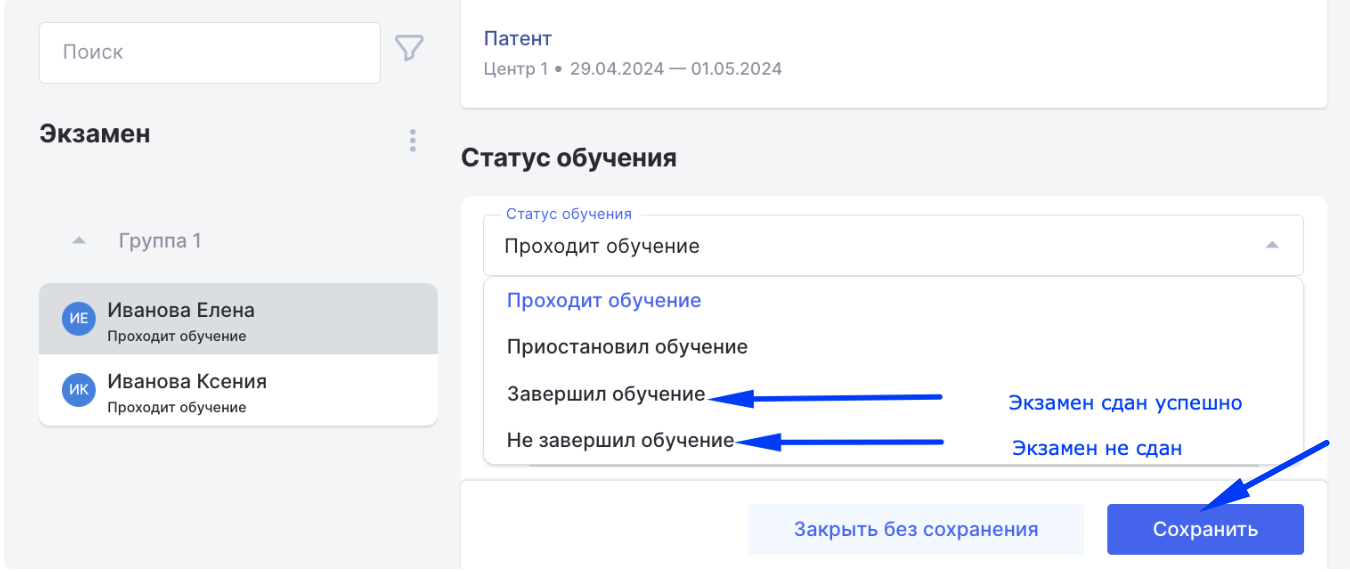 Поиск
Экзамен
Группа 1
ИЕ
Иванова Елена
Проходит обучение
ИК
Иванова Ксения
Проходит обучение
Патент
Центр 1 • 29.04.2024 — 01.05.2024
Статус обучения
Статус обучения
Проходит обучение
Проходит обучение
Приостановил обучение
Завершил обучение
Экзамен сдан успешно
Не завершил обучение
Экзамен не сдан
Закрыть без сохранения
Сохранить